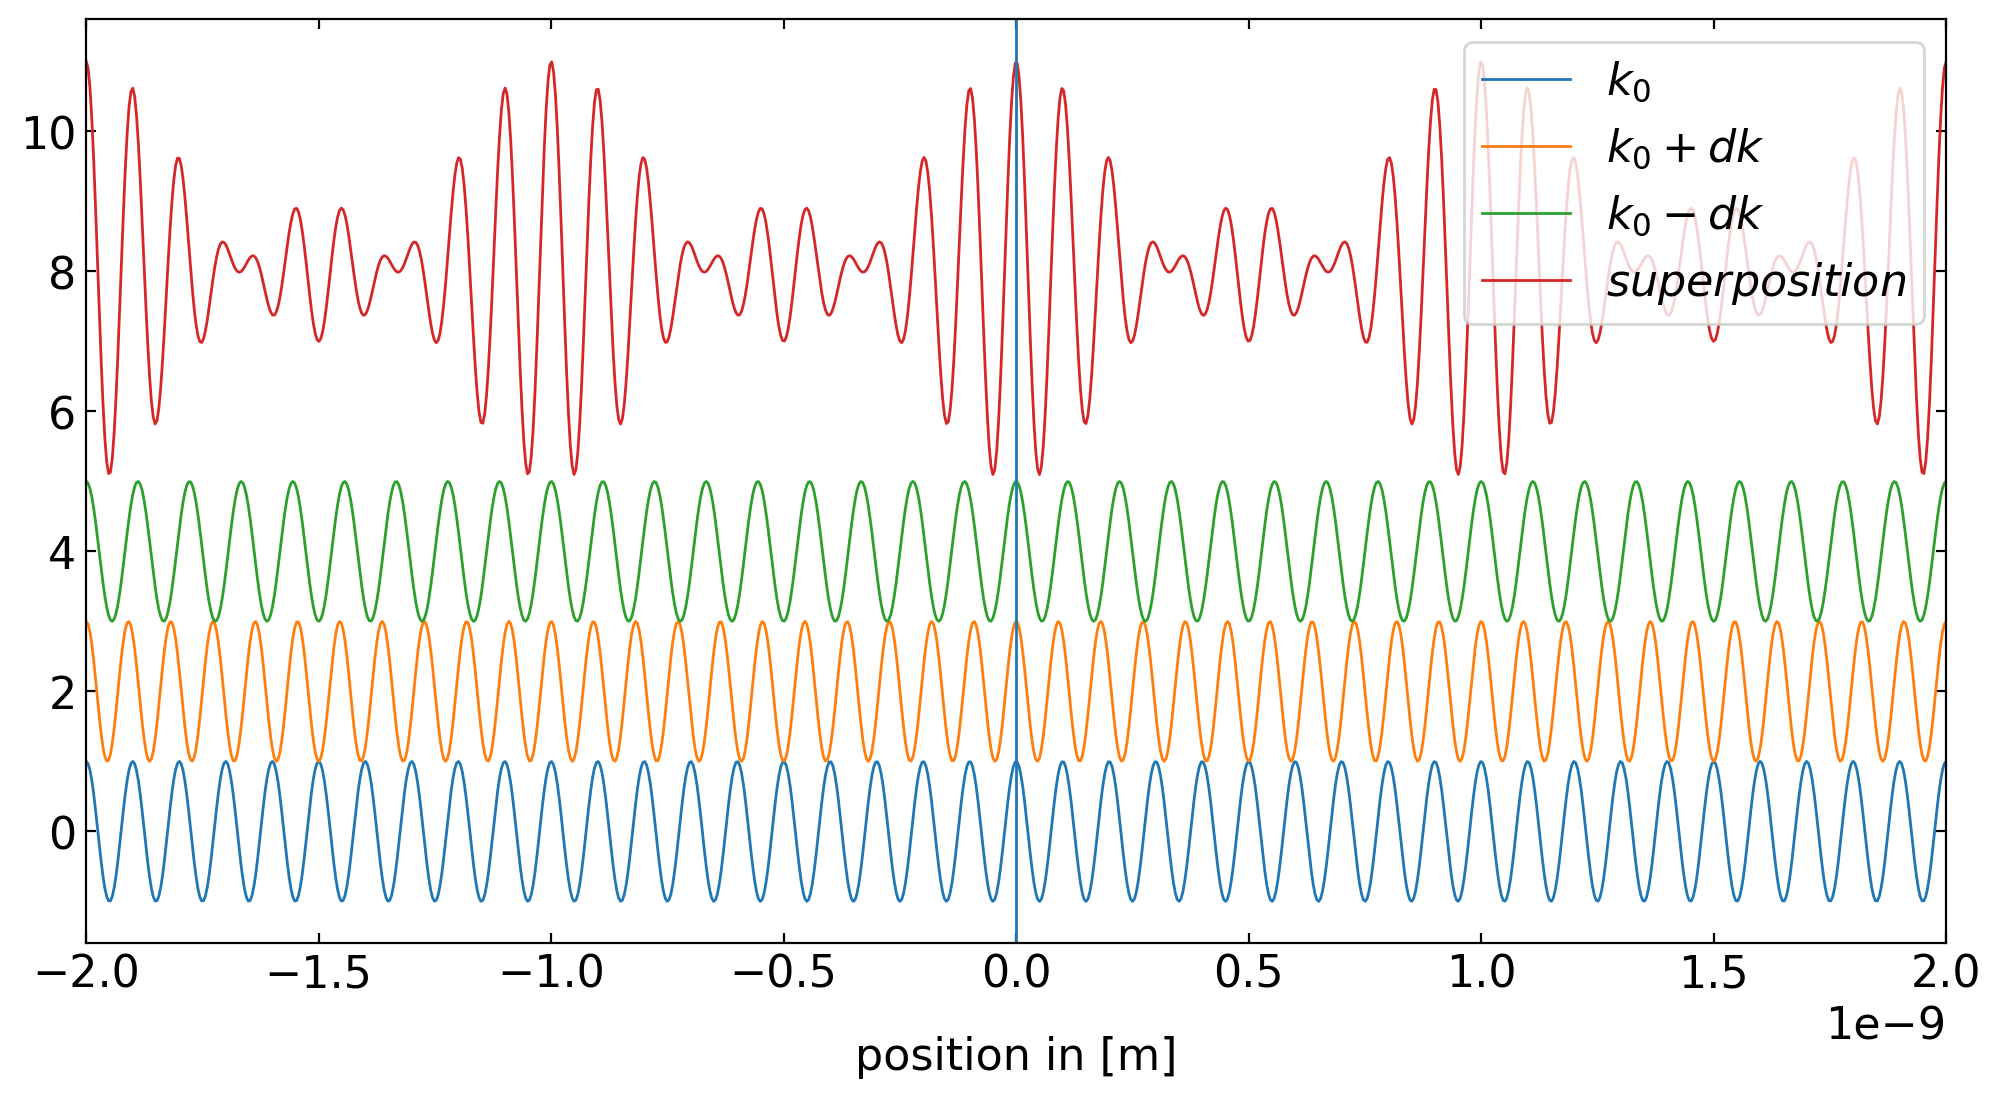 10
8
6
4
2
0
k₀
k₀ + dk
k₀ − dk
superposition
−2.0 −1.5 −1.0 −0.5 0.0 0.5 1.0 1.5 2.0
1e−9
position in [m]